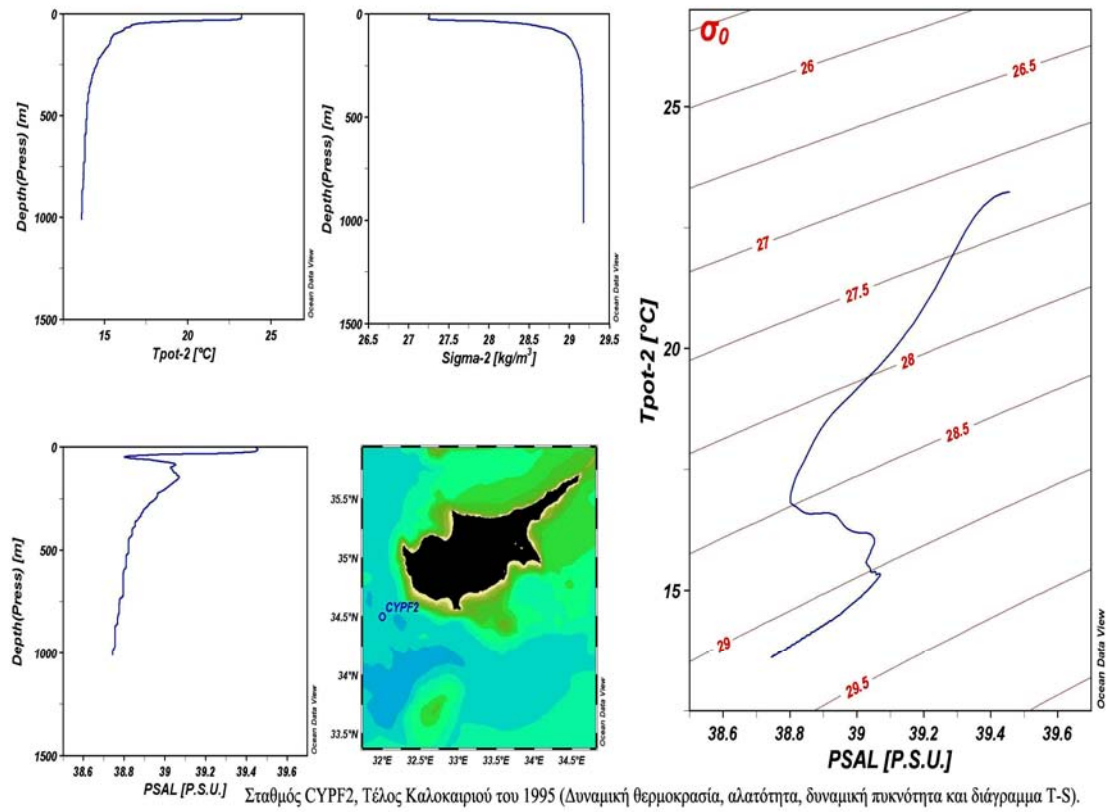 0
500
1000
1500
Depth(Press) [m]
15
20
25
Tpot-2 [°C]
Ocean Data View
0
500
1000
1500
Depth(Press) [m]
26.5
27
27.5
28
28.5
29
29.5
Sigma-2 [kg/m³]
Ocean Data View
σ₀
26
26.5
27
27.5
28
28.5
29
29.5
25
20
15
Tpot-2 [°C]
38.6
38.8
39
39.2
39.4
39.6
PSAL [P.S.U.]
Ocean Data View
0
500
1000
1500
Depth(Press) [m]
38.6
38.8
39
39.2
39.4
39.6
PSAL [P.S.U.]
Ocean Data View
35.5°N
35°N
34.5°N
34°N
33.5°N
CYPF2
32°E
32.5°E
33°E
33.5°E
34°E
34.5°E
Ocean Data View
Σταθμός CYPF2, Τέλος Καλοκαιριού του 1995 (Δυναμική θερμοκρασία, αλατότητα, δυναμική πυκνότητα και διάγραμμα T-S).